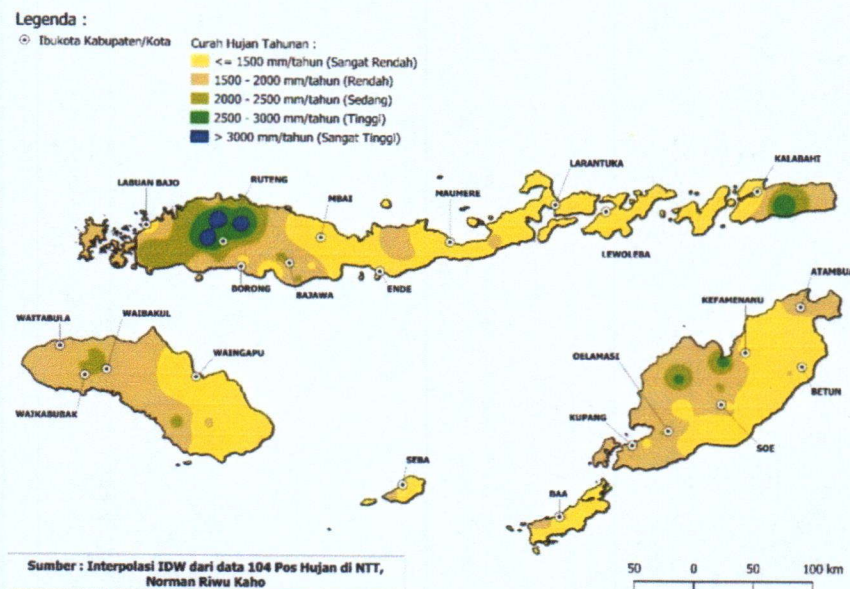 Legenda :
Ibukota Kabupaten/Kota
Curah Hujan Tahunan :
<= 1500 mm/tahun (Sangat Rendah)
1500 - 2000 mm/tahun (Rendah)
2000 - 2500 mm/tahun (Sedang)
2500 - 3000 mm/tahun (Tinggi)
> 3000 mm/tahun (Sangat Tinggi)
LABUAN BAJO
RUTENG
MBAI
MAUMERE
LARANTUKA
KALABAHI
LEWOLEBA
BORONG
BAJAWA
ENDE
ATAMBUA
KEFAMENANU
WAITABULA
WAIBAKUL
WAINGAPU
OELAMASI
BETUN
WAIKABUBAK
KUPANG
SOE
SEBA
BAA
Sumber : Interpolasi IDW dari data 104 Pos Hujan di NTT,
Norman Riwu Kaho
50 0 50 100 km